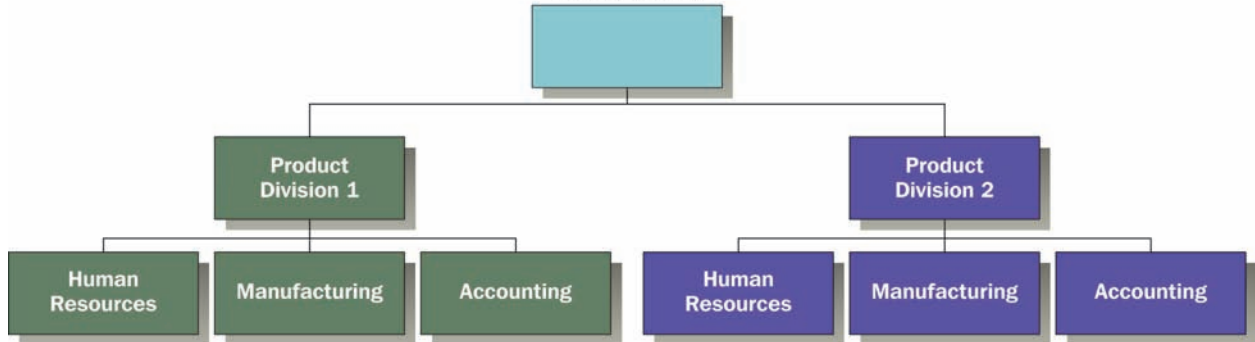 Product
Division 1
Product
Division 2
Human
Resources
Manufacturing
Accounting
Human
Resources
Manufacturing
Accounting